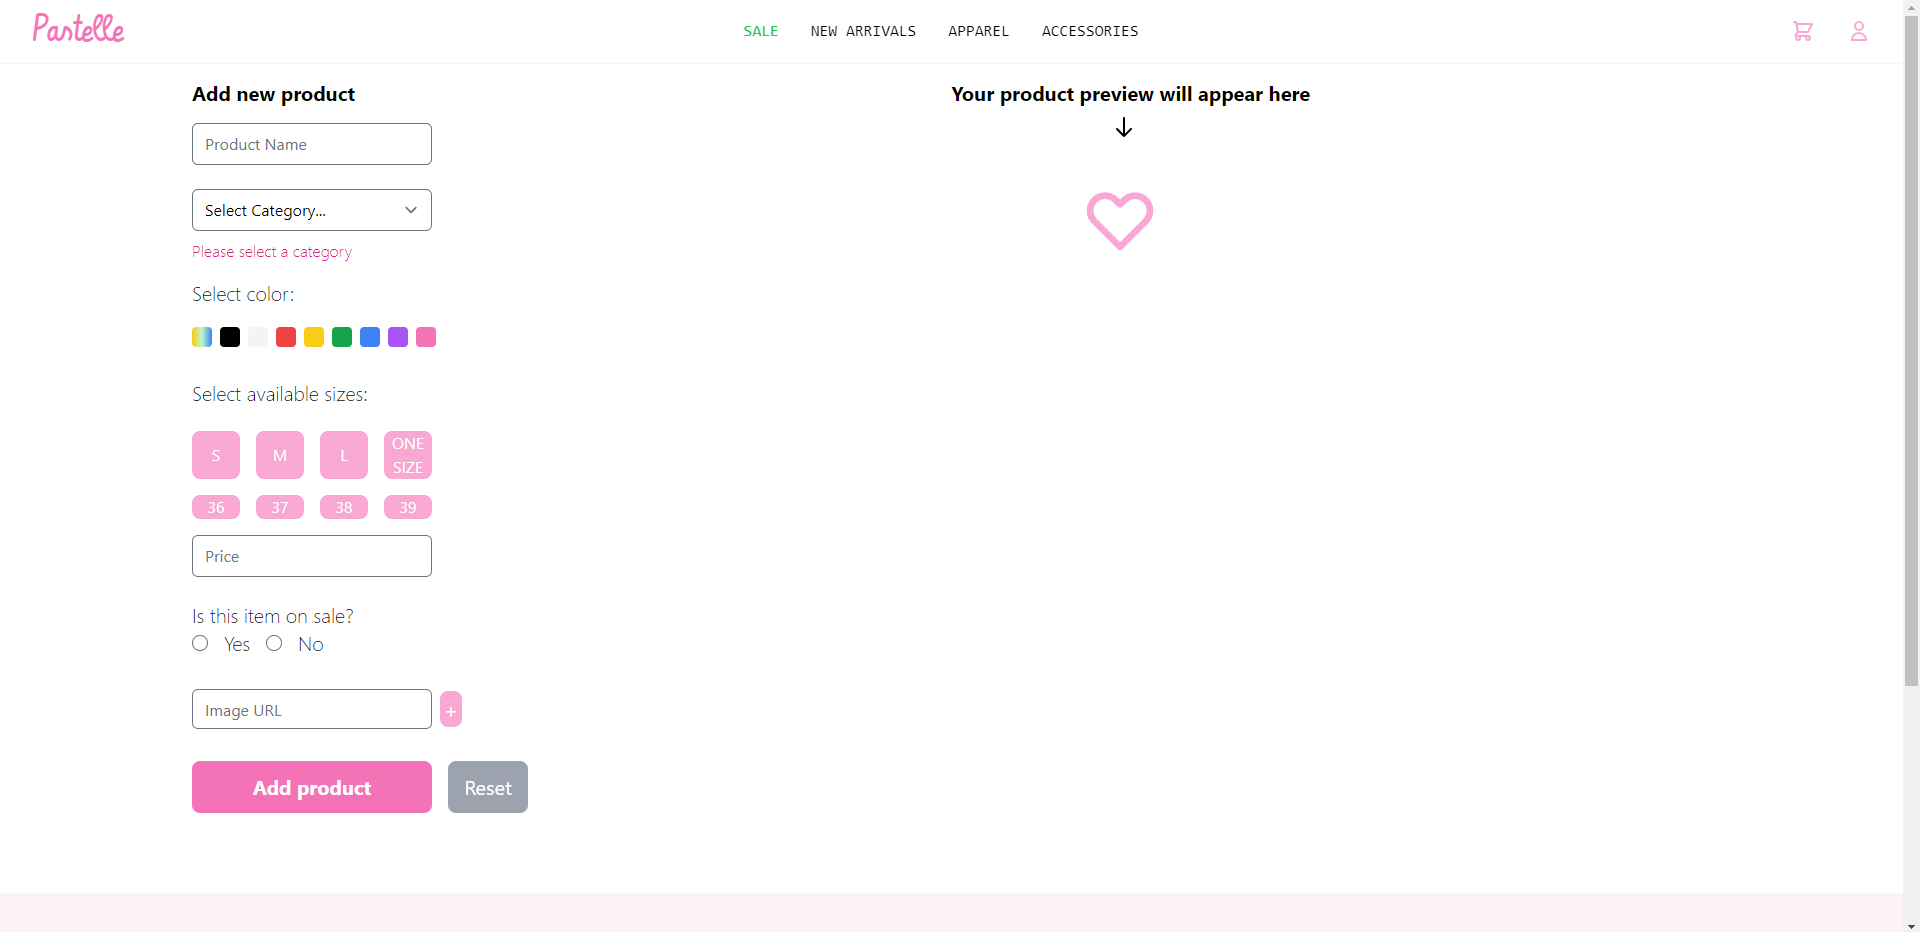 Pastelle
SALE NEW ARRIVALS APPAREL ACCESSORIES
Add new product
Your product preview will appear here
Product Name
Select Category...
Please select a category
Select color:
Select available sizes:
S M L ONE SIZE
36 37 38 39
Price
Is this item on sale?
Yes No
Image URL +
Add product Reset